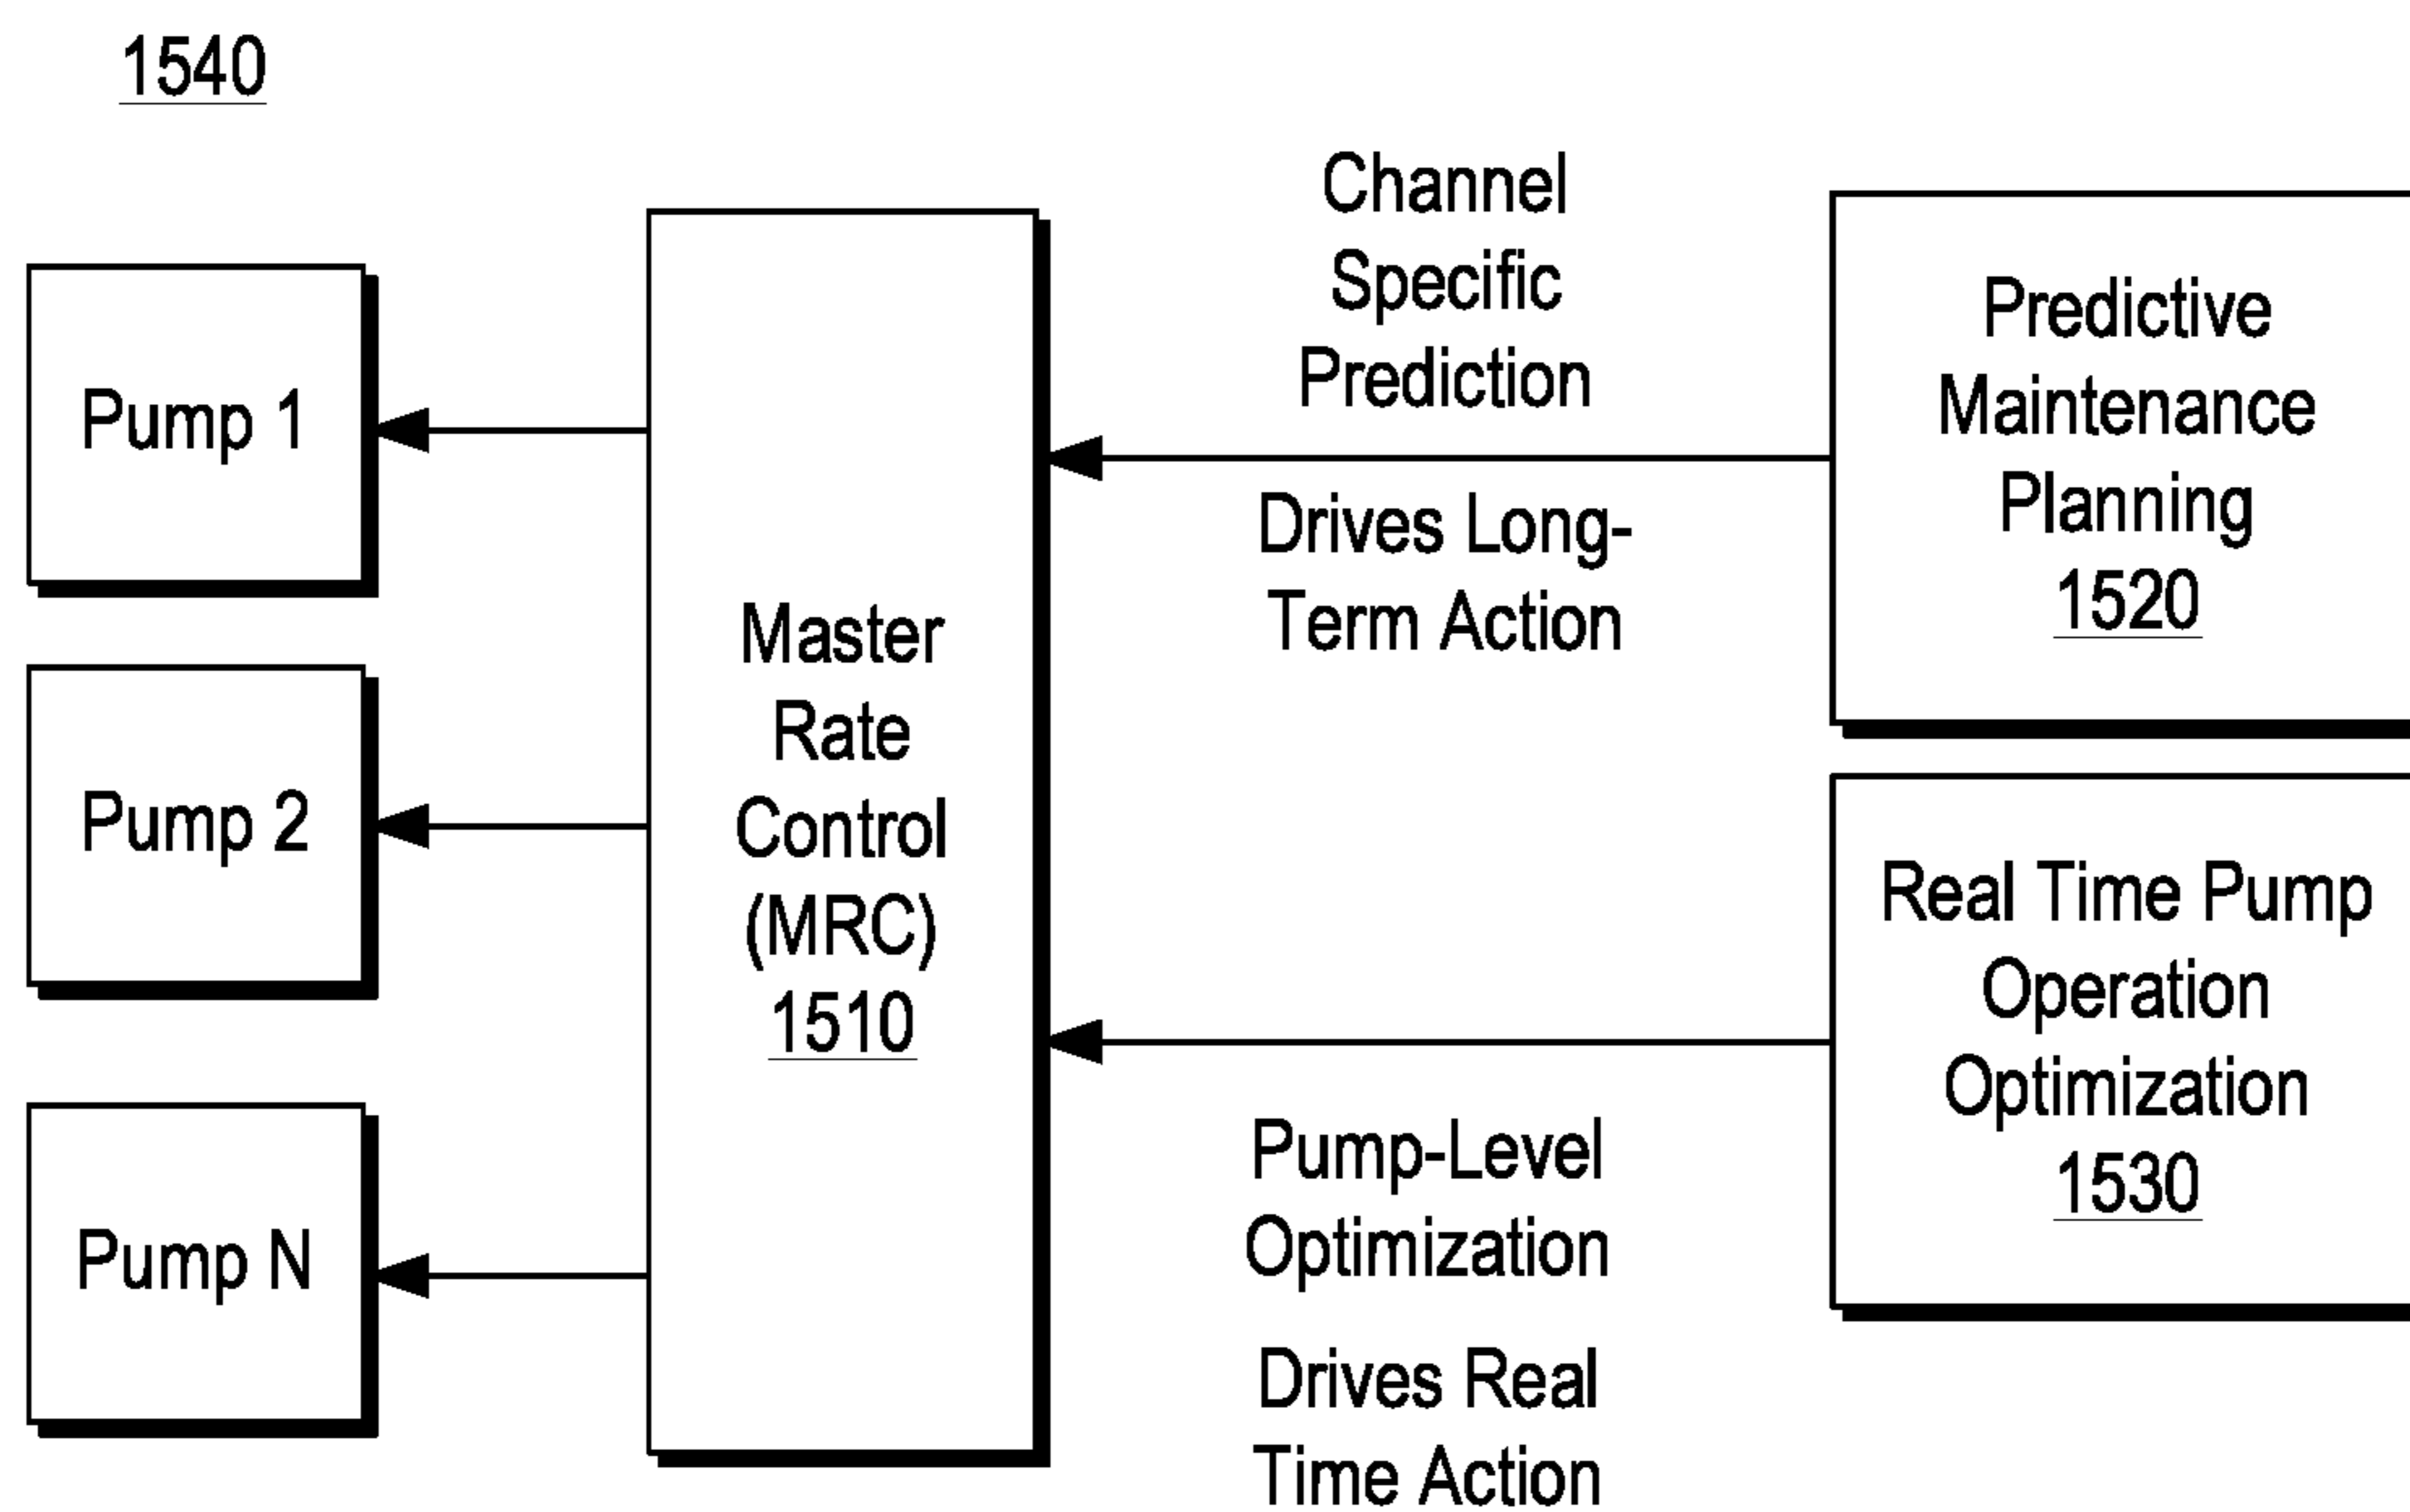 1540
Pump 1
Pump 2
Pump N
Master
Rate
Control
(MRC)
1510
Channel
Specific
Prediction
Drives Long-
Term Action
Pump-Level
Optimization
Drives Real
Time Action
Predictive
Maintenance
Planning
1520
Real Time Pump
Operation
Optimization
1530